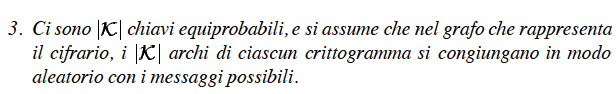 3. Ci sono |𝒦| chiavi equiprobabili, e si assume che nel grafo che rappresenta
il cifrario, i |𝒦| archi di ciascun crittogramma si congiungano in modo
aleatorio con i messaggi possibili.